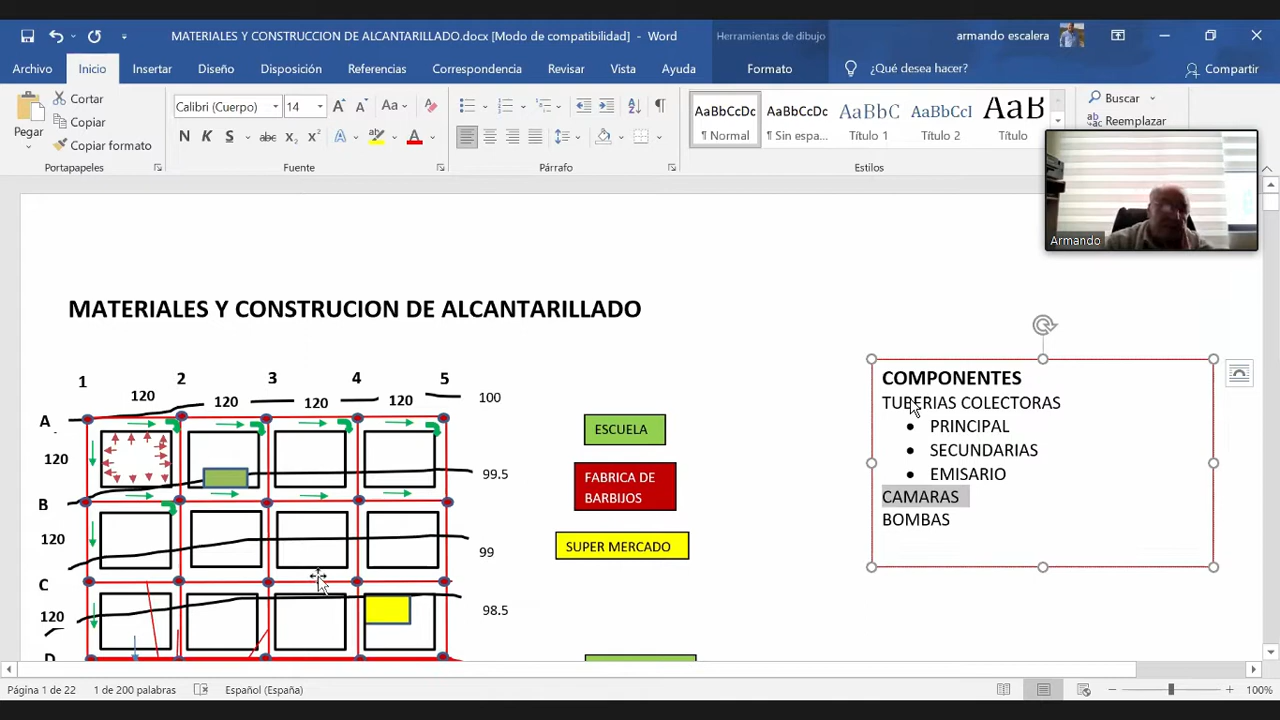 MATERIALES Y CONSTRUCCION DE ALCANTARILLADO.docx [Modo de compatibilidad] - Word
Herramientas de dibujo
armando escalera
Archivo Inicio Insertar Diseño Disposición Referencias Correspondencia Revisar Vista Ayuda Formato ¿Qué desea hacer? Compartir
Pegar
Cortar
Copiar
Copiar formato
Portapapeles
Calibri (Cuerpo) 14
N K S abc x₂ x²
Fuente
Párrafo
AaBbCcDc AaBbCcDc AaBbC AaBbCcI AaB
¶ Normal ¶ Sin espa... Título 1 Título 2 Título
Estilos
Buscar
Reemplazar
Armando
MATERIALES Y CONSTRUCION DE ALCANTARILLADO
1 2 3 4 5
120 120 120 120 100
A
120 99.5
B
120 99
C
120 98.5
D
ESCUELA
FABRICA DE
BARBIJOS
SUPER MERCADO
COMPONENTES
TUBERIAS COLECTORAS
• PRINCIPAL
• SECUNDARIAS
• EMISARIO
CAMARAS
BOMBAS
Página 1 de 22 1 de 200 palabras Español (España) 100%